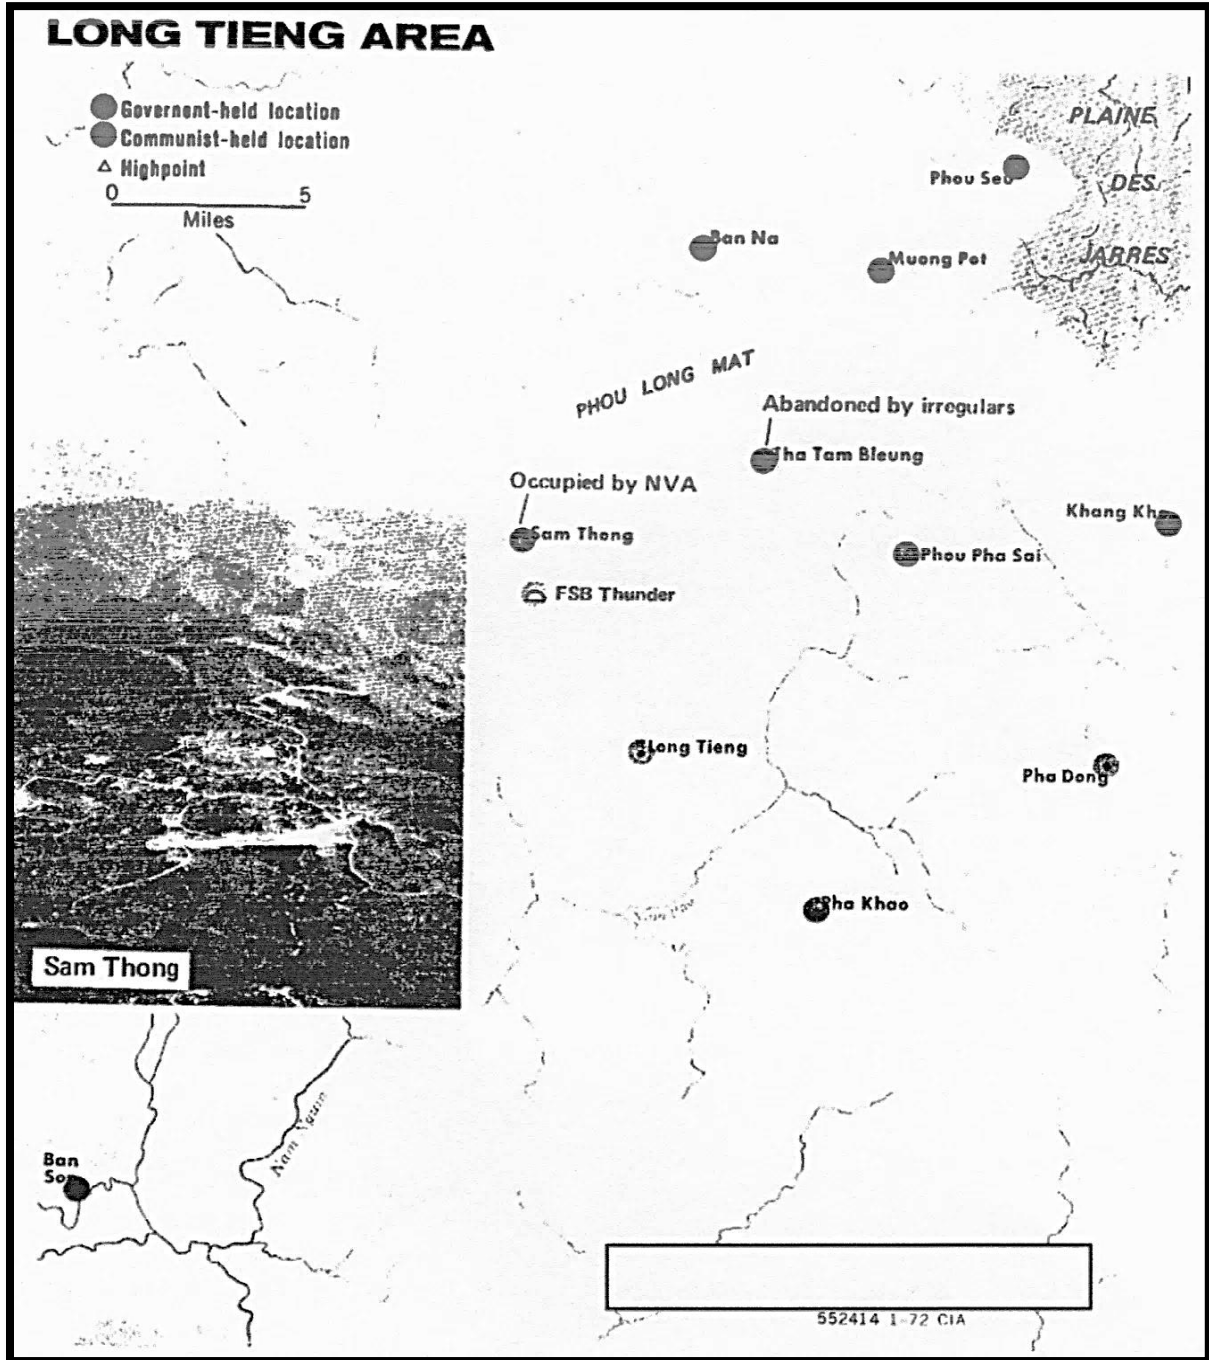 LONG TIENG AREA
Governent-held location
Communist-held location
Highpoint
0 5
Miles
PLAINE
DES
JARRES
Phou Seu
Ban Na
Muong Pot
PHOU LONG MAT
Abandoned by irregulars
Tha Tam Bleung
Occupied by NVA
Sam Thong
Khang Kho
Phou Pha Sai
FSB Thunder
Long Tieng
Pha Dong
Pha Khao
Sam Thong
Nam Ngum
Ban
Son
552414 1-72 CIA